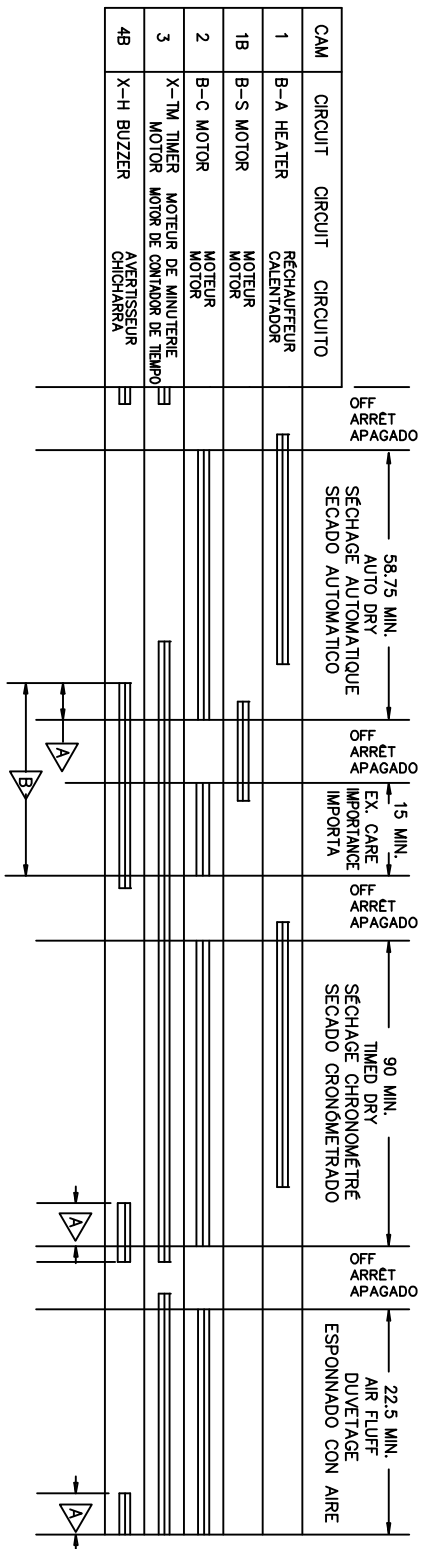 CAM CIRCUIT CIRCUIT CIRCUITO
1 B-A HEATER RÉCHAUFFEUR
CALENTADOR
1B B-S MOTOR MOTEUR
MOTOR
2 B-C MOTOR MOTEUR
MOTOR
3 X-TM TIMER MOTEUR DE MINUTERIE
MOTOR MOTOR DE CONTADOR DE TIEMPO
4B X-H BUZZER AVERTISSEUR
CHICHARRA
OFF
ARRÊT
APAGADO
58.75 MIN.
AUTO DRY
SÉCHAGE AUTOMATIQUE
SECADO AUTOMATICO
OFF
ARRÊT
APAGADO
15 MIN.
EX. CARE
IMPORTANCE
IMPORTA
OFF
ARRÊT
APAGADO
90 MIN.
TIMED DRY
SÉCHAGE CHRONOMÉTRÉ
SECADO CRONÓMETRADO
OFF
ARRÊT
APAGADO
22.5 MIN.
AIR FLUFF
DUVETAGE
ESPONNADO CON AIRE
A
B
A
A